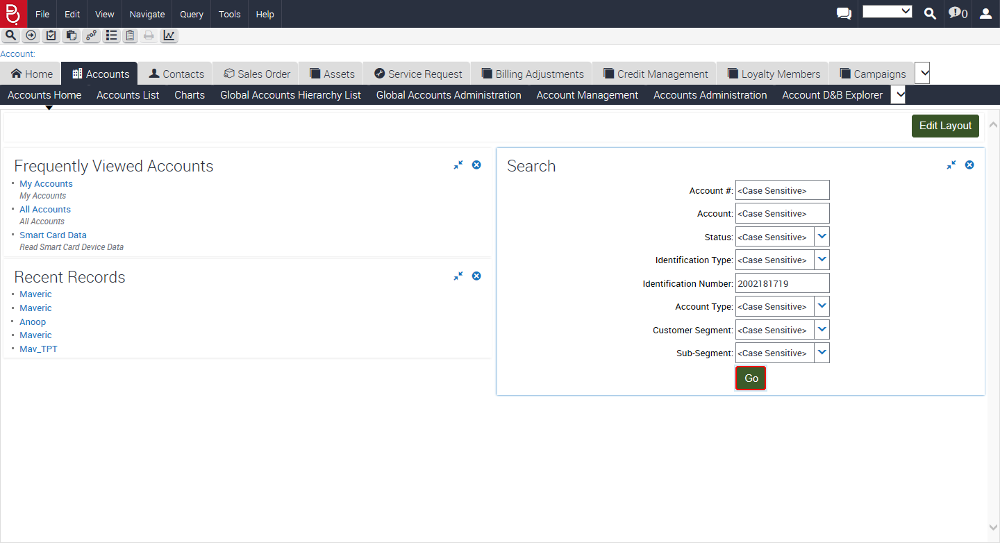 File Edit View Navigate Query Tools Help
0
Account:
Home Accounts Contacts Sales Order Assets Service Request Billing Adjustments Credit Management Loyalty Members Campaigns
Accounts Home Accounts List Charts Global Accounts Hierarchy List Global Accounts Administration Account Management Accounts Administration Account D&B Explorer
Edit Layout
Frequently Viewed Accounts
My Accounts
My Accounts
All Accounts
All Accounts
Smart Card Data
Read Smart Card Device Data
Recent Records
Maveric
Maveric
Anoop
Maveric
Mav_TPT
Search
Account #: <Case Sensitive>
Account: <Case Sensitive>
Status: <Case Sensitive>
Identification Type: <Case Sensitive>
Identification Number: 2002181719
Account Type: <Case Sensitive>
Customer Segment: <Case Sensitive>
Sub-Segment: <Case Sensitive>
Go